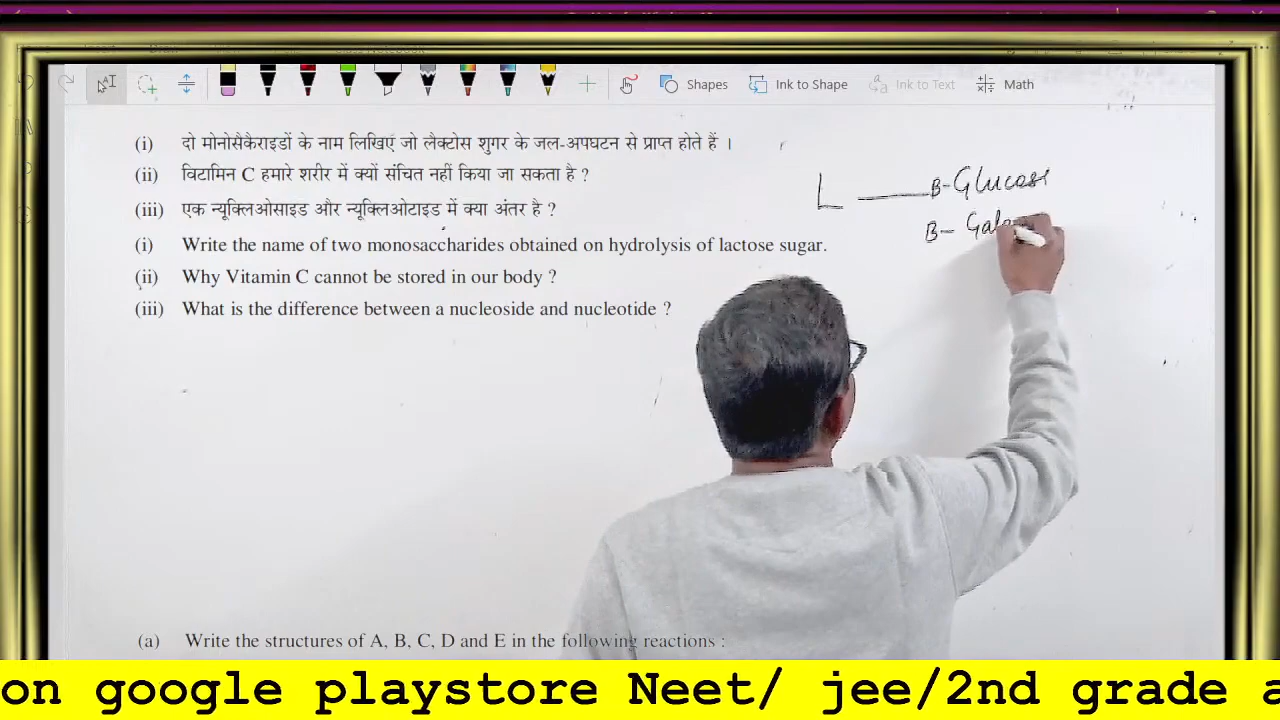 Shapes Ink to Shape Ink to Text Math
(i) दो मोनोसैकैराइडों के नाम लिखिएं जो लैक्टोस शुगर के जल-अपघटन से प्राप्त होते हैं ।
(ii) विटामिन C हमारे शरीर में क्यों संचित नहीं किया जा सकता है ?
(iii) एक न्यूक्लिओसाइड और न्यूक्लिओटाइड में क्या अंतर है ?
L — B-Glucose
B- Gala
(i) Write the name of two monosaccharides obtained on hydrolysis of lactose sugar.
(ii) Why Vitamin C cannot be stored in our body ?
(iii) What is the difference between a nucleoside and nucleotide ?
(a) Write the structures of A, B, C, D and E in the following reactions :
on google playstore Neet/ jee/2nd grade a